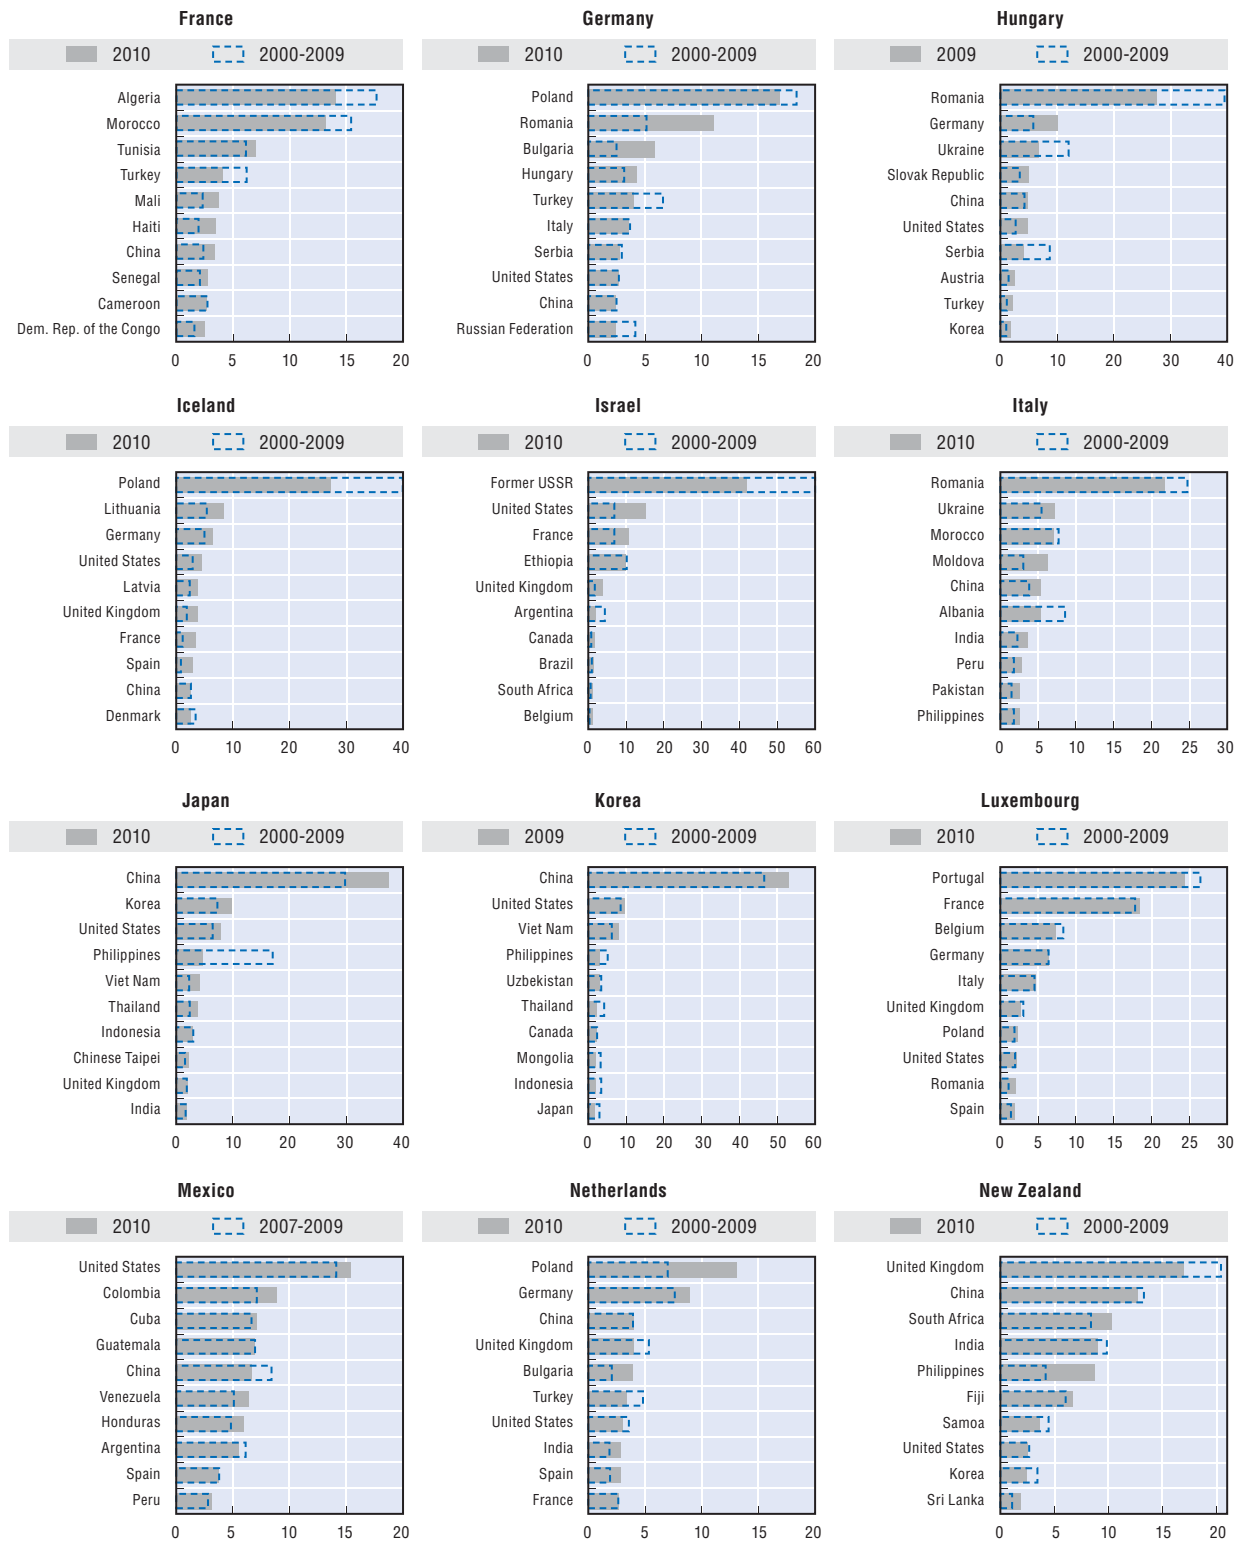 France
2010 2000-2009
Algeria
Morocco
Tunisia
Turkey
Mali
Haiti
China
Senegal
Cameroon
Dem. Rep. of the Congo
0 5 10 15 20
Germany
2010 2000-2009
Poland
Romania
Bulgaria
Hungary
Turkey
Italy
Serbia
United States
China
Russian Federation
0 5 10 15 20
Hungary
2009 2000-2009
Romania
Germany
Ukraine
Slovak Republic
China
United States
Serbia
Austria
Turkey
Korea
0 10 20 30 40
Iceland
2010 2000-2009
Poland
Lithuania
Germany
United States
Latvia
United Kingdom
France
Spain
China
Denmark
0 10 20 30 40
Israel
2010 2000-2009
Former USSR
United States
France
Ethiopia
United Kingdom
Argentina
Canada
Brazil
South Africa
Belgium
0 10 20 30 40 50 60
Italy
2010 2000-2009
Romania
Ukraine
Morocco
Moldova
China
Albania
India
Peru
Pakistan
Philippines
0 5 10 15 20 25 30
Japan
2010 2000-2009
China
Korea
United States
Philippines
Viet Nam
Thailand
Indonesia
Chinese Taipei
United Kingdom
India
0 10 20 30 40
Korea
2009 2000-2009
China
United States
Viet Nam
Philippines
Uzbekistan
Thailand
Canada
Mongolia
Indonesia
Japan
0 10 20 30 40 50 60
Luxembourg
2010 2000-2009
Portugal
France
Belgium
Germany
Italy
United Kingdom
Poland
United States
Romania
Spain
0 5 10 15 20 25 30
Mexico
2010 2007-2009
United States
Colombia
Cuba
Guatemala
China
Venezuela
Honduras
Argentina
Spain
Peru
0 5 10 15 20
Netherlands
2010 2000-2009
Poland
Germany
China
United Kingdom
Bulgaria
Turkey
United States
India
Spain
France
0 5 10 15 20
New Zealand
2010 2000-2009
United Kingdom
China
South Africa
India
Philippines
Fiji
Samoa
United States
Korea
Sri Lanka
0 5 10 15 20